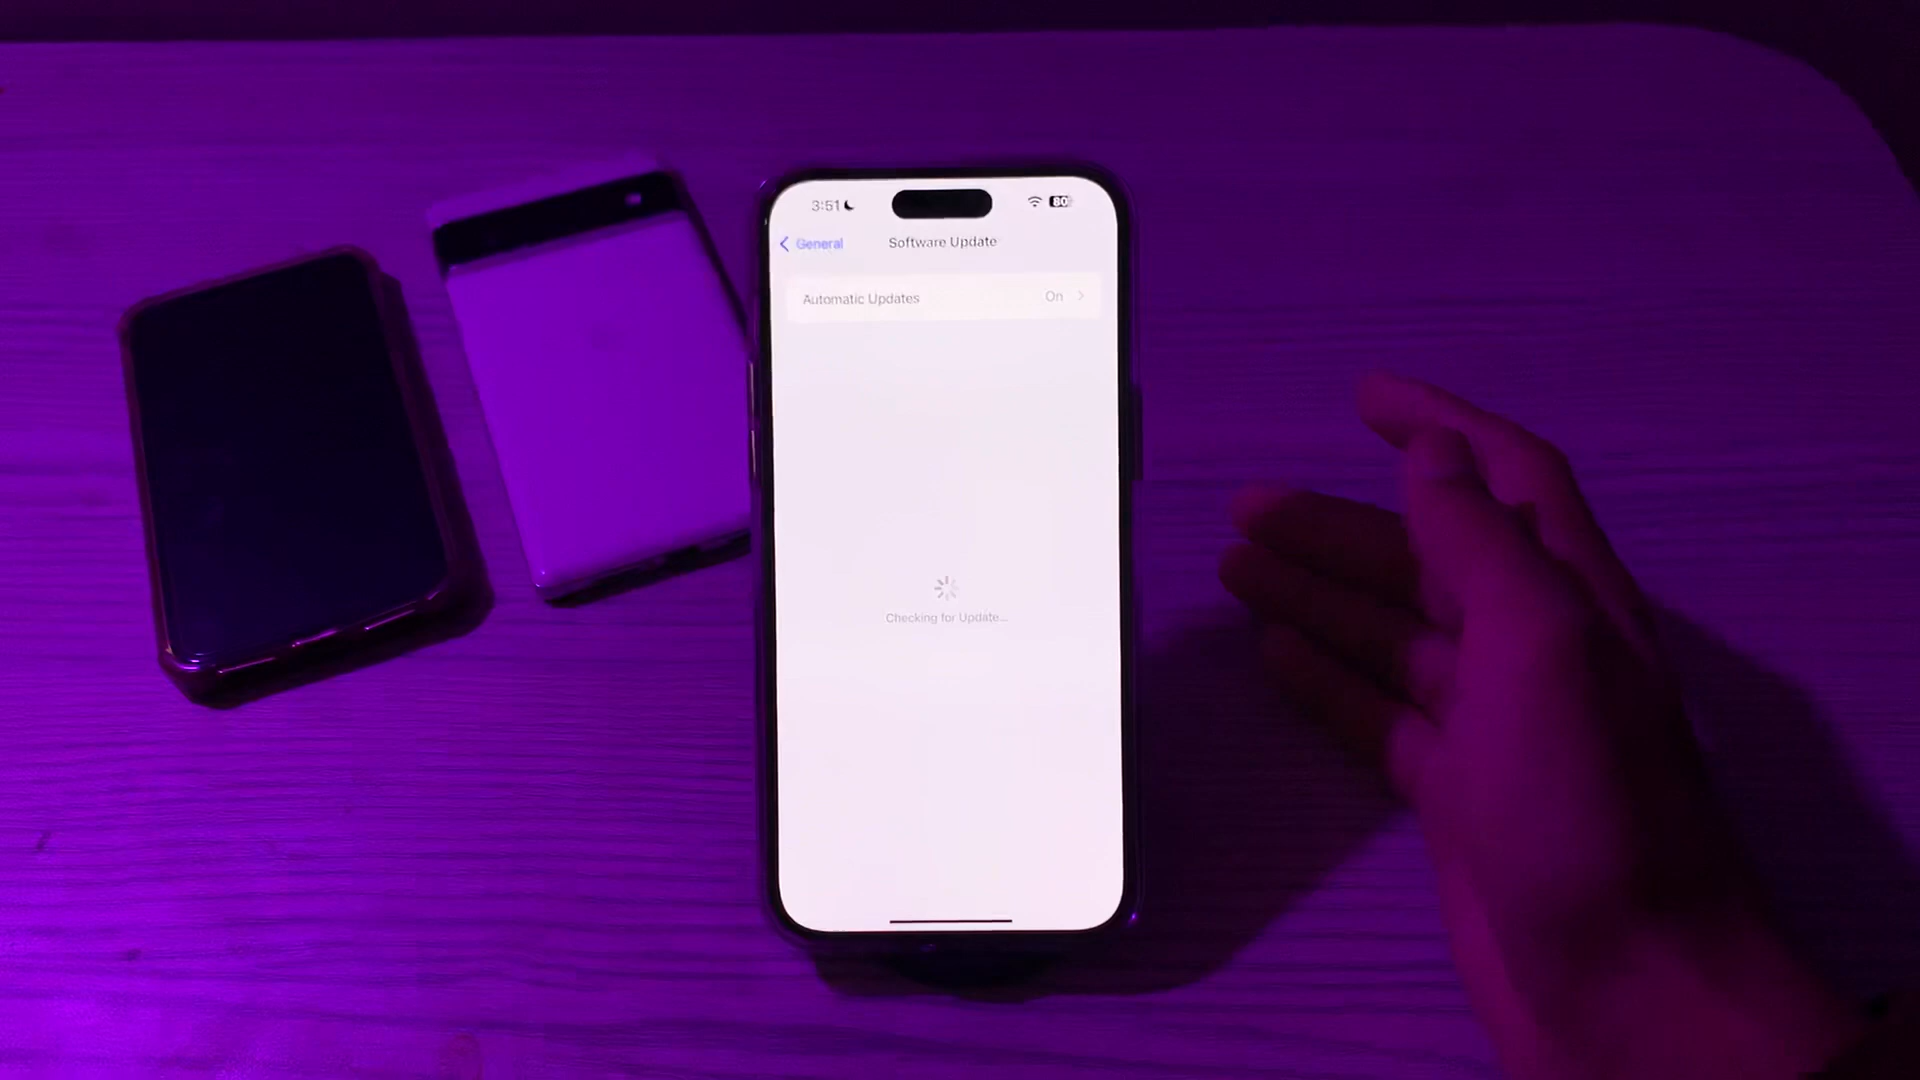 3:51
80
General
Software Update
Automatic Updates On
Checking for Update...